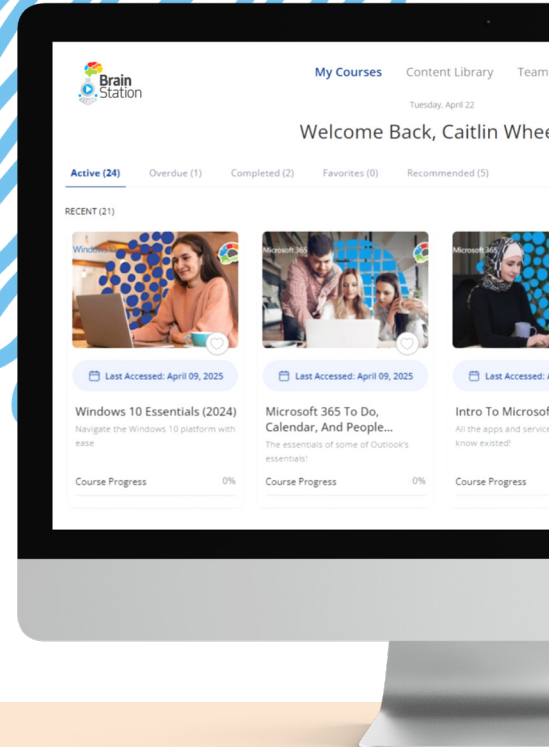 Brain
Station
My Courses Content Library Team
Tuesday, April 22
Welcome Back, Caitlin Whee
Active (24) Overdue (1) Completed (2) Favorites (0) Recommended (5)
RECENT (21)
Windows 10 Microsoft 365 Microsoft 365
Last Accessed: April 09, 2025 Last Accessed: April 09, 2025 Last Accessed: A
Windows 10 Essentials (2024) Microsoft 365 To Do, Intro To Microsof
Calendar, And People...
Navigate the Windows 10 platform with All the apps and service
ease The essentials of some of Outlook's know existed!
essentials!
Course Progress 0% Course Progress 0% Course Progress